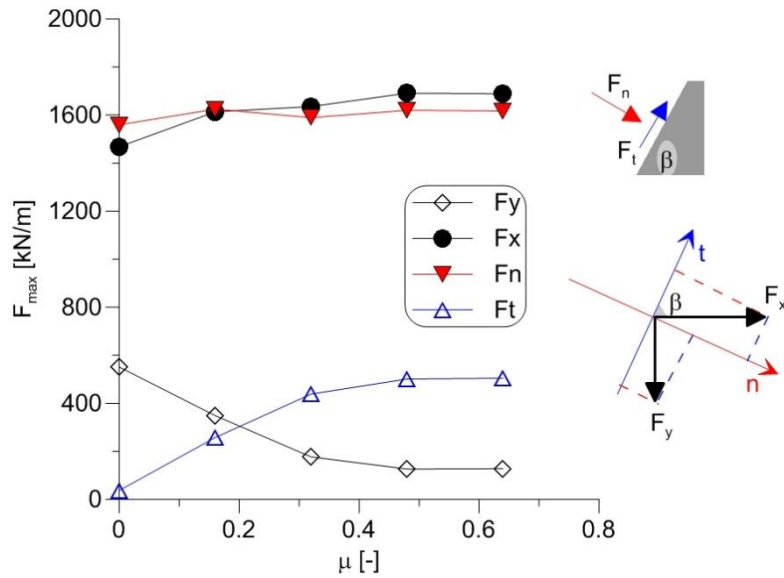 2000
1600
1200
800
400
0
F_max [kN/m]
0
0.2
0.4
0.6
0.8
μ [-]
Fy
Fx
Fn
Ft
F_n
F_t
β
t
β
F_x
n
F_y